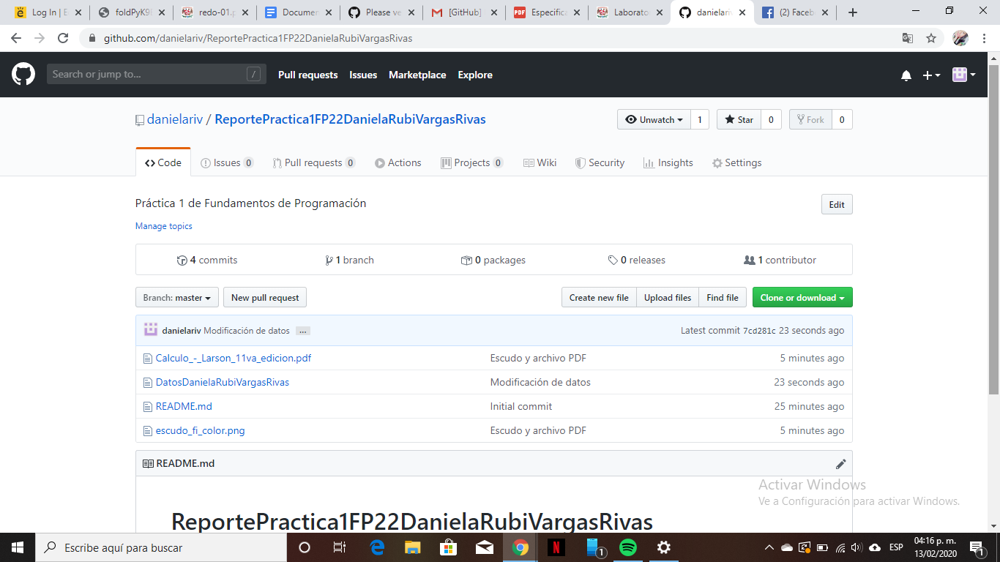 Log In | E
foldPyK9
redo-01.p
Documen
Please ve
[GitHub]
Especifica
Laborato
danielariv
(2) Faceb
github.com/danielariv/ReportePractica1FP22DanielaRubiVargasRivas
Search or jump to... /
Pull requests Issues Marketplace Explore
danielariv / ReportePractica1FP22DanielaRubiVargasRivas
Unwatch 1 Star 0 Fork 0
Code Issues 0 Pull requests 0 Actions Projects 0 Wiki Security Insights Settings
Práctica 1 de Fundamentos de Programación
Edit
Manage topics
4 commits 1 branch 0 packages 0 releases 1 contributor
Branch: master New pull request Create new file Upload files Find file Clone or download
danielariv Modificación de datos ... Latest commit 7cd281c 23 seconds ago
Calculo_-_Larson_11va_edicion.pdf Escudo y archivo PDF 5 minutes ago
DatosDanielaRubiVargasRivas Modificación de datos 23 seconds ago
README.md Initial commit 25 minutes ago
escudo_fi_color.png Escudo y archivo PDF 5 minutes ago
README.md
ReportePractica1FP22DanielaRubiVargasRivas
Activar Windows
Ve a Configuración para activar Windows.
Escribe aquí para buscar
1
ESP
04:16 p. m.
13/02/2020
1